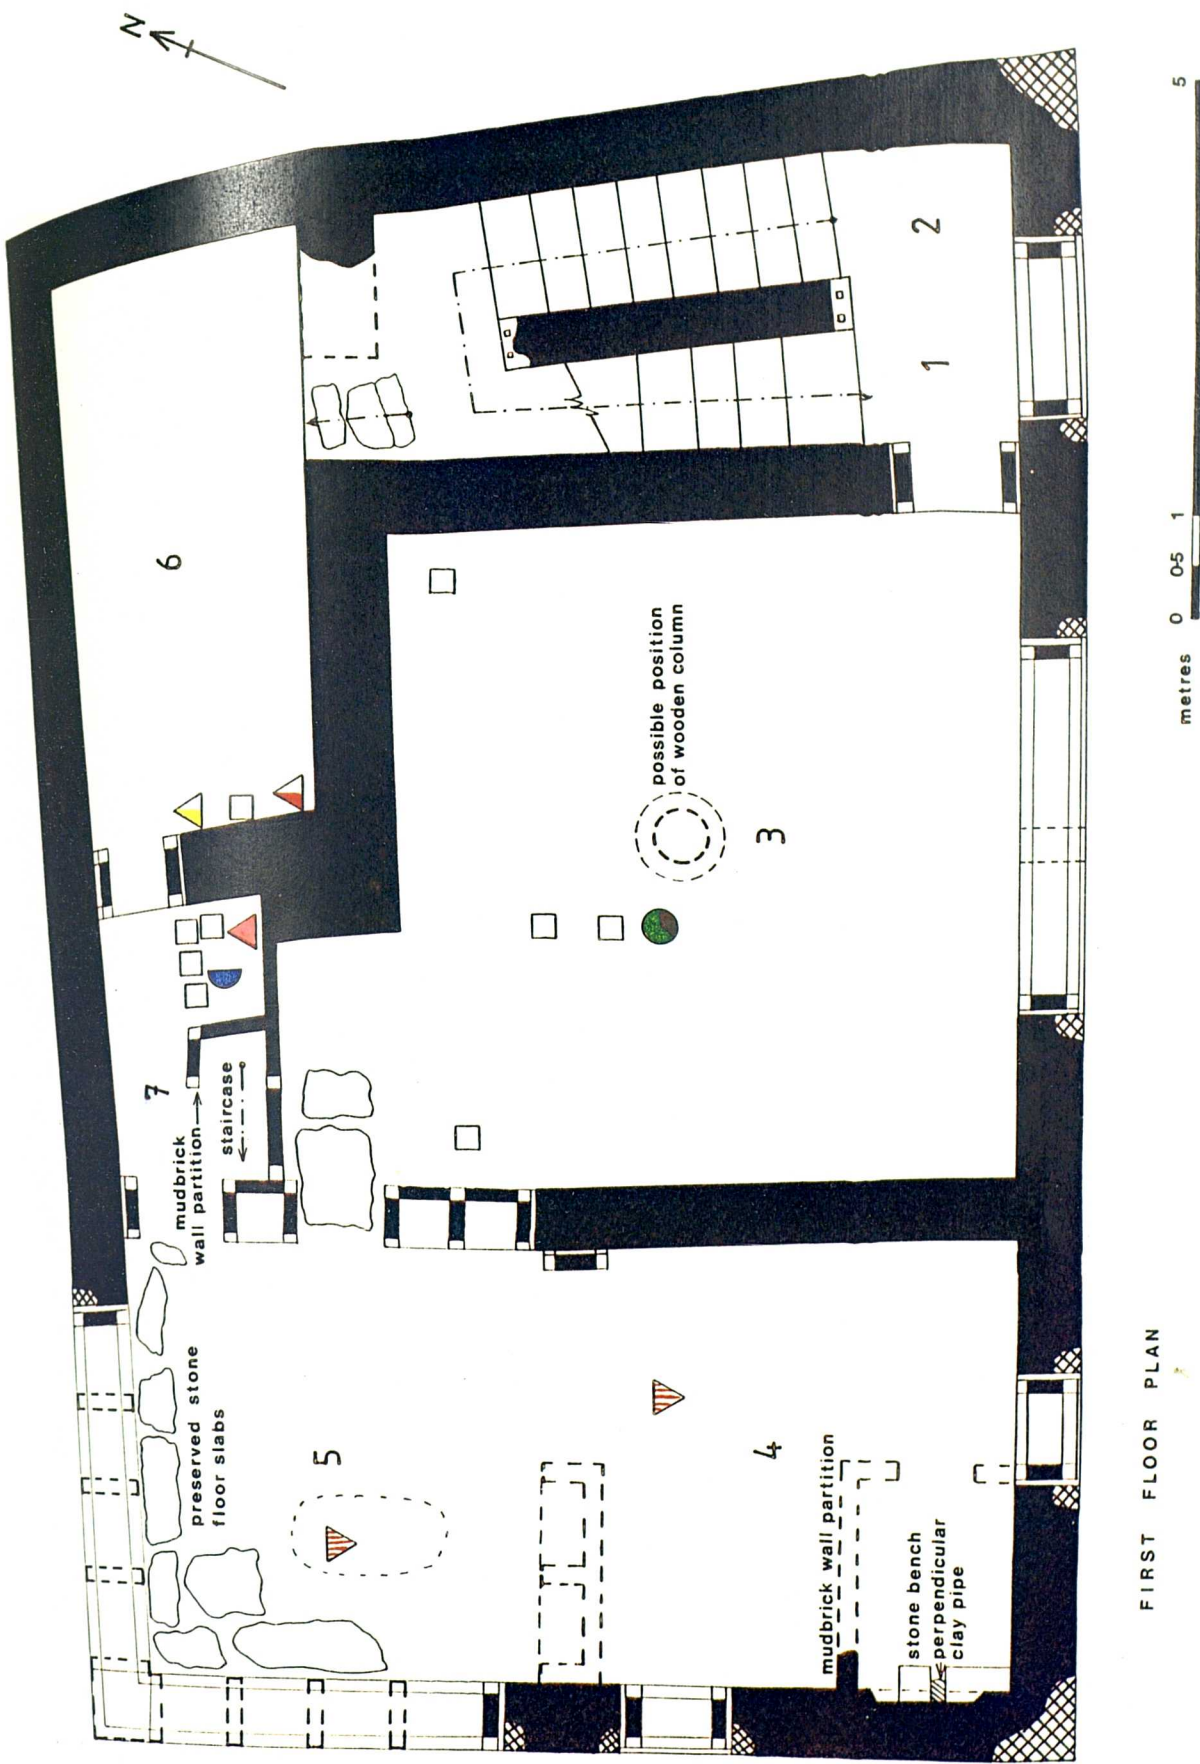 N
6
2
1
possible position
of wooden column
3
7
mudbrick
wall partition
staircase
preserved stone
floor slabs
5
4
mudbrick wall partition
stone bench
perpendicular
clay pipe
FIRST FLOOR PLAN
metres 0 0·5 1 5